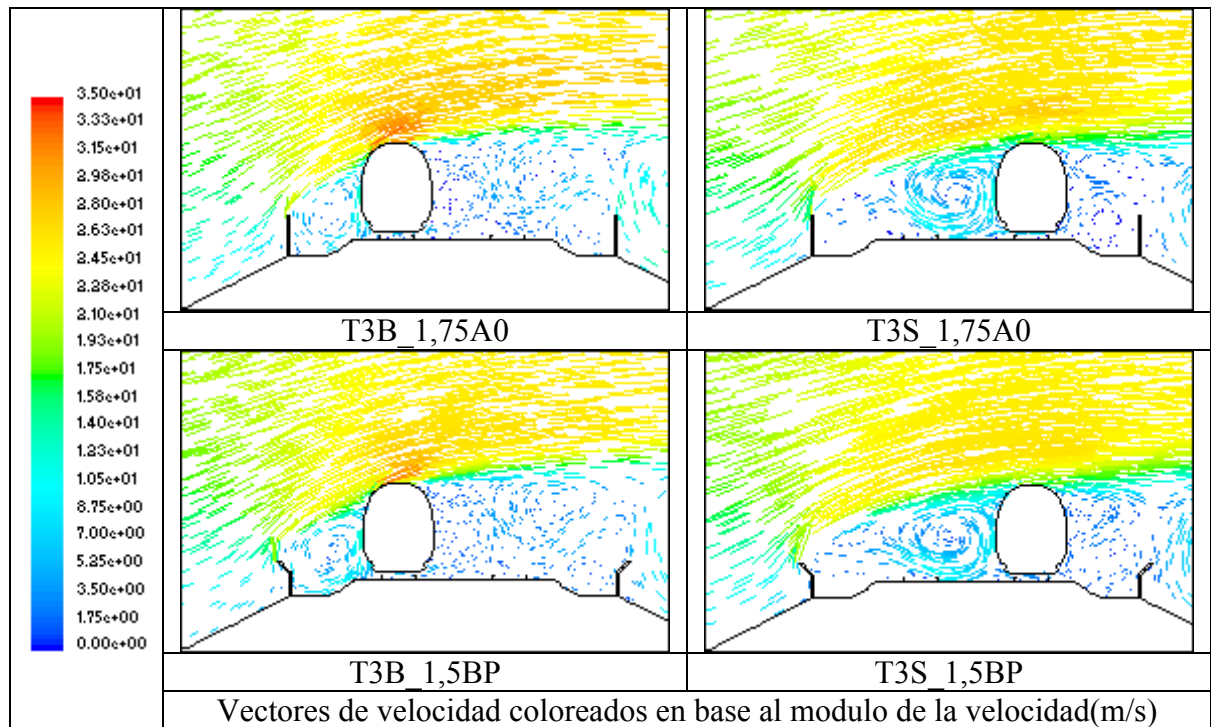 3.50e+01
3.33e+01
3.15e+01
2.98e+01
2.80e+01
2.63e+01
2.45e+01
2.28e+01
2.10e+01
1.93e+01
1.75e+01
1.58e+01
1.40e+01
1.23e+01
1.05e+01
8.75e+00
7.00e+00
5.25e+00
3.50e+00
1.75e+00
0.00e+00
T3B_1,75A0
T3S_1,75A0
T3B_1,5BP
T3S_1,5BP
Vectores de velocidad coloreados en base al modulo de la velocidad(m/s)